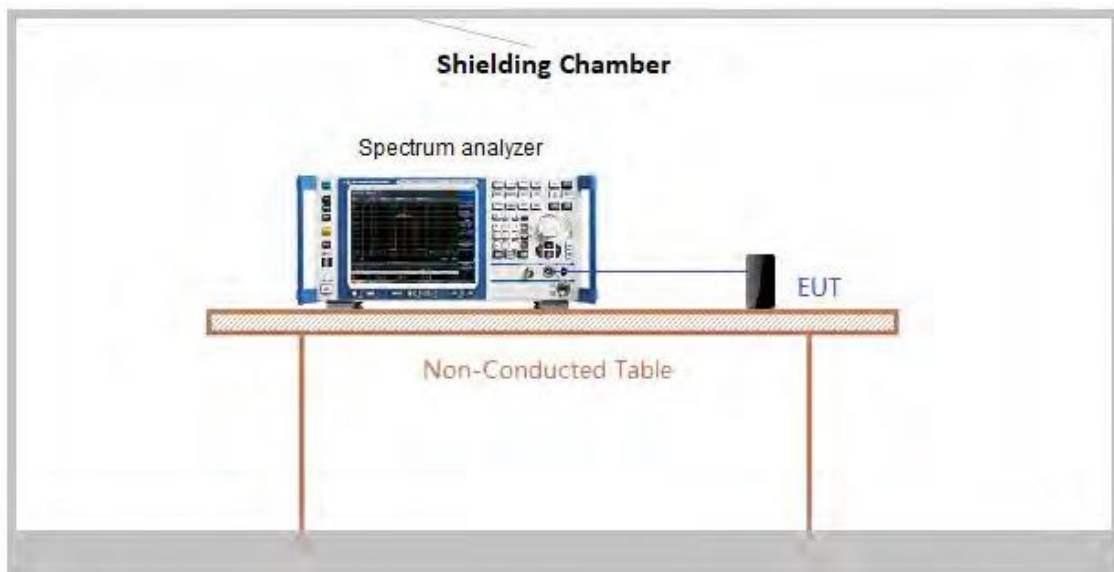 Shielding Chamber
Spectrum analyzer
EUT
Non-Conducted Table